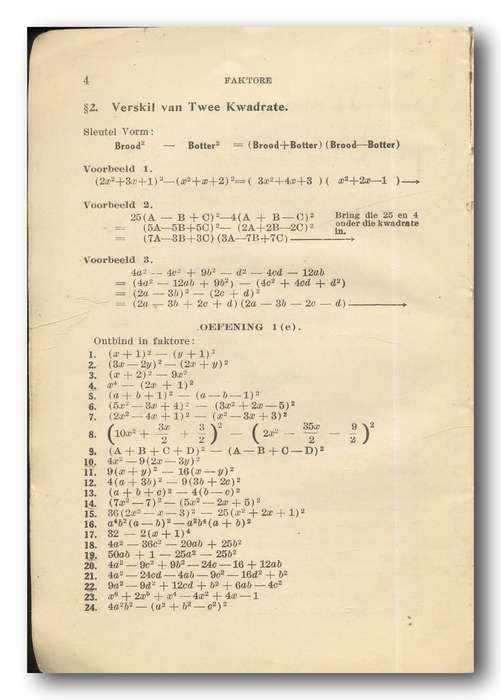 4 FAKTORE
§2. Verskil van Twee Kwadrate.
Sleutel Vorm:
Brood² — Botter² = (Brood+Botter) (Brood—Botter)
Voorbeeld 1.
(2x²+3x+1)²—(x²+x+2)²=( 3x²+4x+3 ) ( x²+2x—1 )—→
Voorbeeld 2.
25(A — B + C)²—4(A + B—C)² Bring die 25 en 4
= (5A—5B+5C)²— (2A+2B—2C)² onder die kwadrate
= (7A—3B+3C) (3A—7B+7C)————→ in.
Voorbeeld 3.
4a² — 4c² + 9b² — d² — 4cd — 12ab
= (4a² — 12ab + 9b²) — (4c² + 4cd + d²)
= (2a — 3b)² — (2c + d)²
= (2a — 3b + 2c + d) (2a — 3b — 2c — d)————→
OEFENING 1(e).
Ontbind in faktore:
1. (x + 1)² — (y + 1)²
2. (3x — 2y)² — (2x + y)²
3. (x + 2)² — 9x²
4. x⁴ — (2x + 1)²
5. (a + b + 1)² — (a — b — 1)²
6. (5x² — 3x + 4)² — (3x² + 2x — 5)²
7. (2x² — 4x + 1)² — (x² — 3x + 3)²
8. (10x² + 3x/2 + 3/2)² — (2x² — 35x/2 — 9/2)²
9. (A + B + C + D)² — (A — B + C — D)²
10. 4x² — 9(2x — 3y)²
11. 9(x + y)² — 16(x — y)²
12. 4(a + 3b)² — 9(3b + 2c)²
13. (a + b + c)² — 4(b — c)²
14. (7x² — 7)² — (5x² — 2x + 5)²
15. 36(2x² — x — 3)² — 25(x² + 2x + 1)²
16. a⁴b²(a — b)² — a²b⁴(a + b)²
17. 32 — 2(x + 1)⁴
18. 4a² — 36c² — 20ab + 25b²
19. 50ab + 1 — 25a² — 25b²
20. 4a² — 9c² + 9b² — 24c — 16 + 12ab
21. 4a² — 24cd — 4ab — 9c² — 16d² + b²
22. 9a² — 9d² + 12cd + b² + 6ab — 4c²
23. x⁶ + 2x⁵ + x⁴ — 4x² + 4x — 1
24. 4a²b² — (a² + b² — c²)²